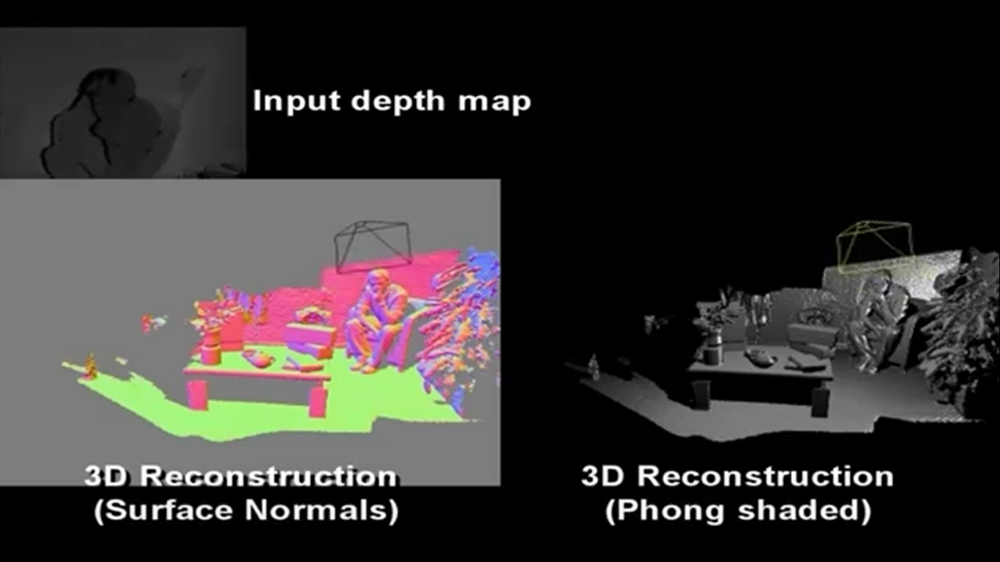 Input depth map
3D Reconstruction
(Surface Normals)
3D Reconstruction
(Phong shaded)